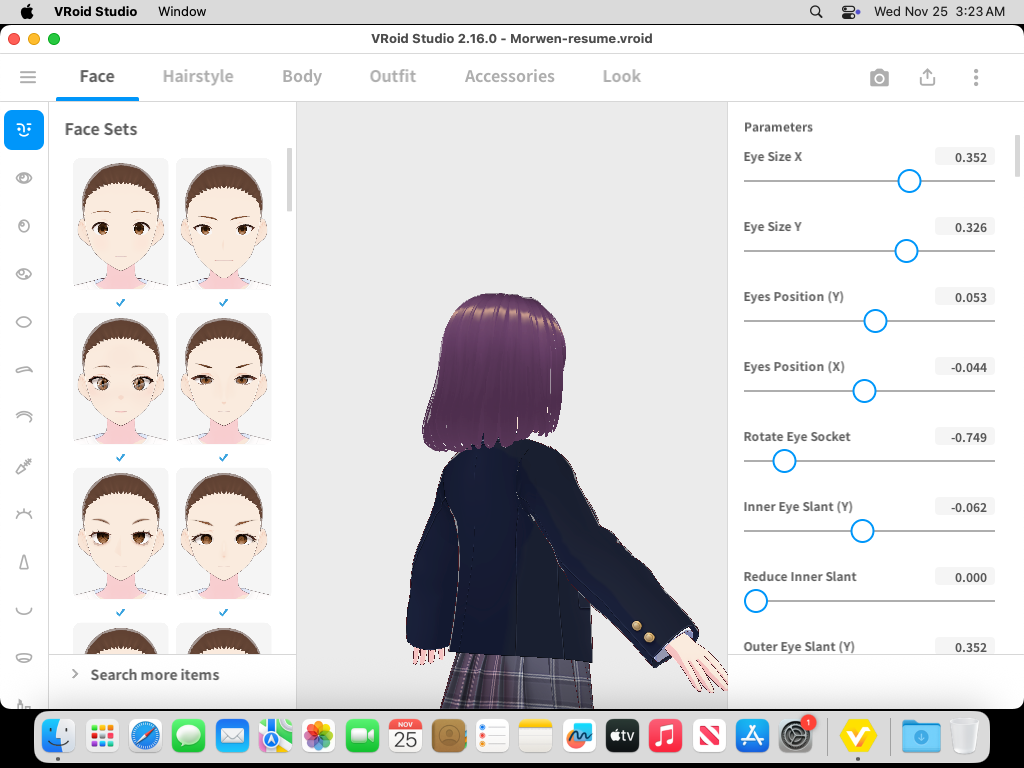 VRoid Studio Window Wed Nov 25 3:23 AM
VRoid Studio 2.16.0 - Morwen-resume.vroid
Face Hairstyle Body Outfit Accessories Look
Face Sets
Search more items
Parameters
Eye Size X 0.352
Eye Size Y 0.326
Eyes Position (Y) 0.053
Eyes Position (X) -0.044
Rotate Eye Socket -0.749
Inner Eye Slant (Y) -0.062
Reduce Inner Slant 0.000
Outer Eye Slant (Y) 0.352
NOV
25
tv
1